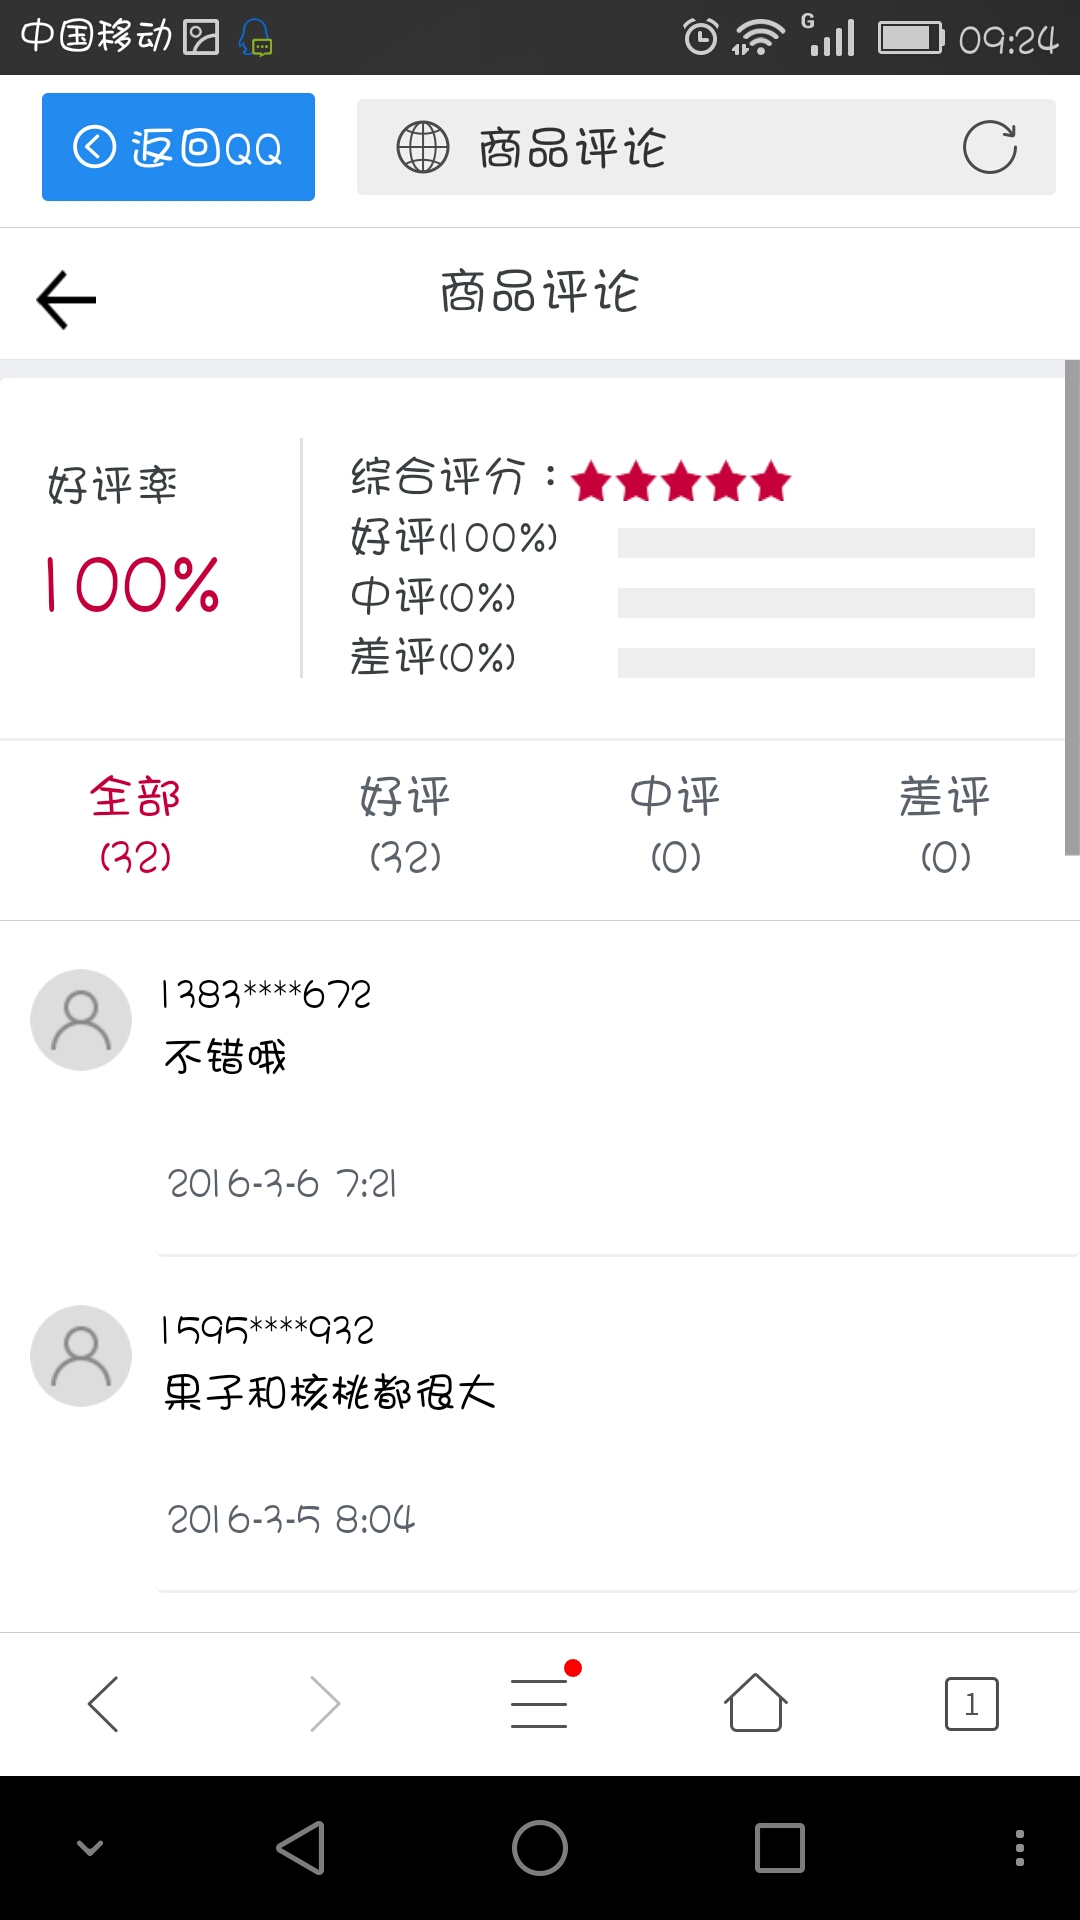 中国移动 G 09:24
返回QQ 商品评论
商品评论
好评率
100%
综合评分：
好评(100%)
中评(0%)
差评(0%)
全部 好评 中评 差评
(32) (32) (0) (0)
1383****672
不错哦
2016-3-6 7:21
1595****932
果子和核桃都很大
2016-3-5 8:04
1